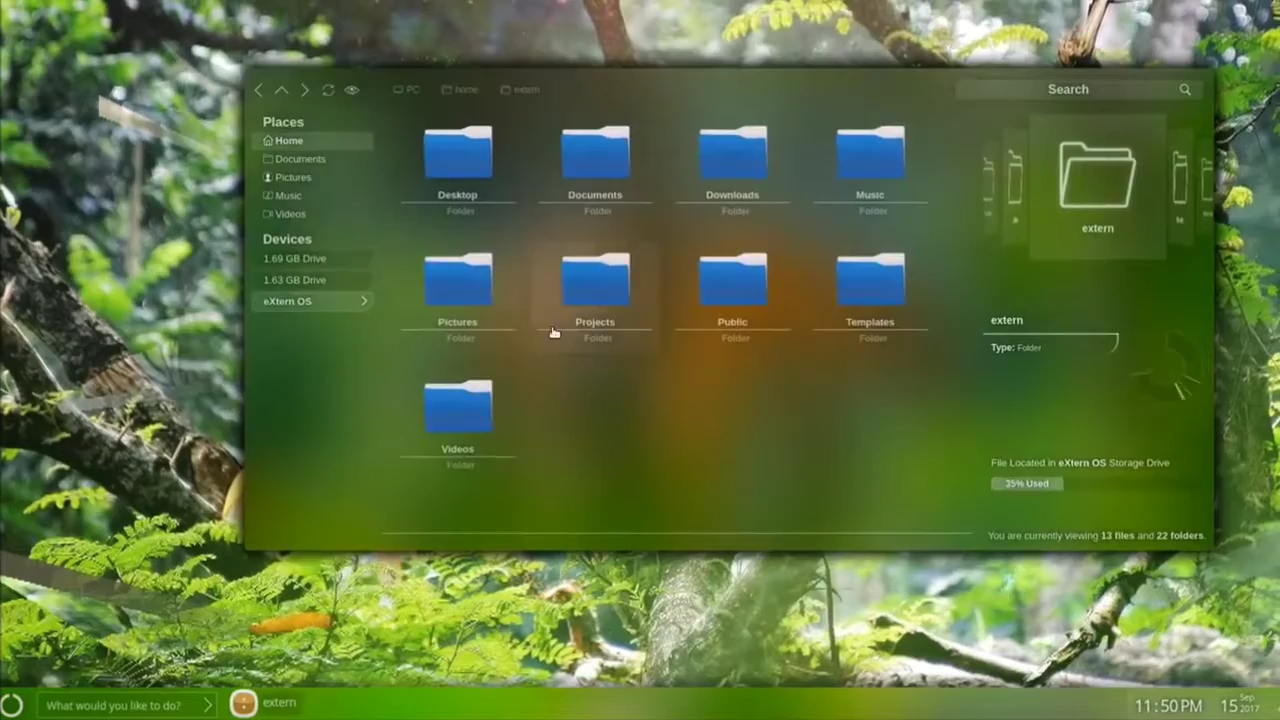 PC home extern
Search
Places
Home
Documents
Pictures
Music
Videos
Devices
1.69 GB Drive
1.63 GB Drive
eXtern OS
Desktop
Folder
Documents
Folder
Downloads
Folder
Music
Folder
Pictures
Folder
Projects
Folder
Public
Folder
Templates
Folder
Videos
Folder
extern
extern
Type: Folder
File Located in eXtern OS Storage Drive
35% Used
You are currently viewing 13 files and 22 folders.
What would you like to do?
extern
11:50PM
15 Sep 2017